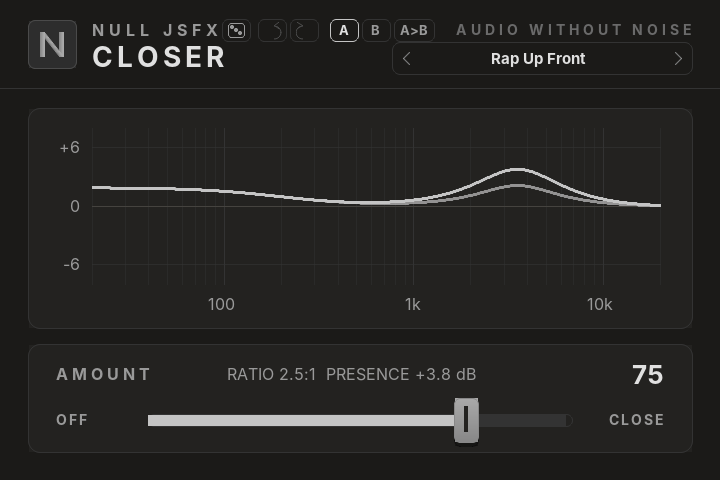 N NULL JSFX A B A>B AUDIO WITHOUT NOISE
CLOSER Rap Up Front
+6
0
-6
100 1k 10k
AMOUNT RATIO 2.5:1 PRESENCE +3.8 dB 75
OFF CLOSE